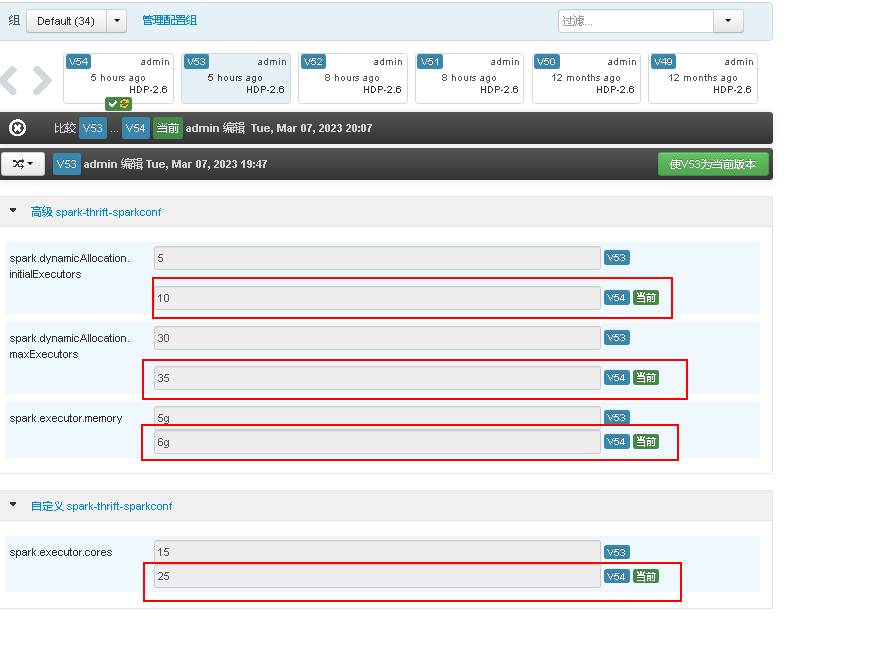 组 Default (34) 管理配置组 过滤...
V54 admin
5 hours ago
HDP-2.6
V53 admin
5 hours ago
HDP-2.6
V52 admin
8 hours ago
HDP-2.6
V51 admin
8 hours ago
HDP-2.6
V50 admin
12 months ago
HDP-2.6
V49 admin
12 months ago
HDP-2.6
比较 V53 ... V54 当前 admin 编辑 Tue, Mar 07, 2023 20:07
V53 admin 编辑 Tue, Mar 07, 2023 19:47 使V53为当前版本
高级 spark-thrift-sparkconf
spark.dynamicAllocation.
initialExecutors
5 V53
10 V54 当前
spark.dynamicAllocation.
maxExecutors
30 V53
35 V54 当前
spark.executor.memory 5g V53
6g V54 当前
自定义 spark-thrift-sparkconf
spark.executor.cores 15 V53
25 V54 当前